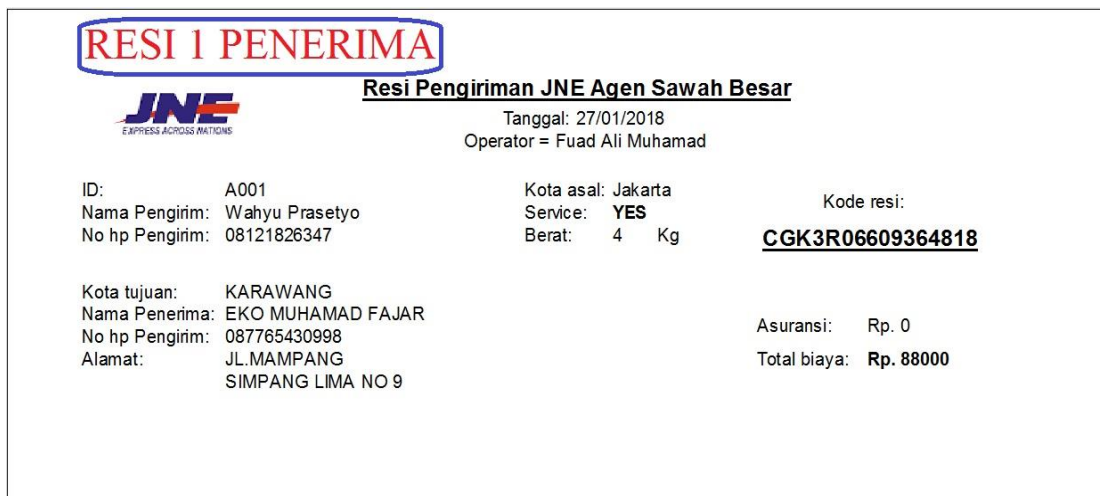 RESI 1 PENERIMA
Resi Pengiriman JNE Agen Sawah Besar
JNE
EXPRESS ACROSS NATIONS
Tanggal: 27/01/2018
Operator = Fuad Ali Muhamad
ID: A001
Nama Pengirim: Wahyu Prasetyo
No hp Pengirim: 08121826347
Kota asal: Jakarta
Service: YES
Berat: 4 Kg
Kode resi:
CGK3R06609364818
Kota tujuan: KARAWANG
Nama Penerima: EKO MUHAMAD FAJAR
No hp Pengirim: 087765430998
Alamat: JL.MAMPANG
SIMPANG LIMA NO 9
Asuransi: Rp. 0
Total biaya: Rp. 88000